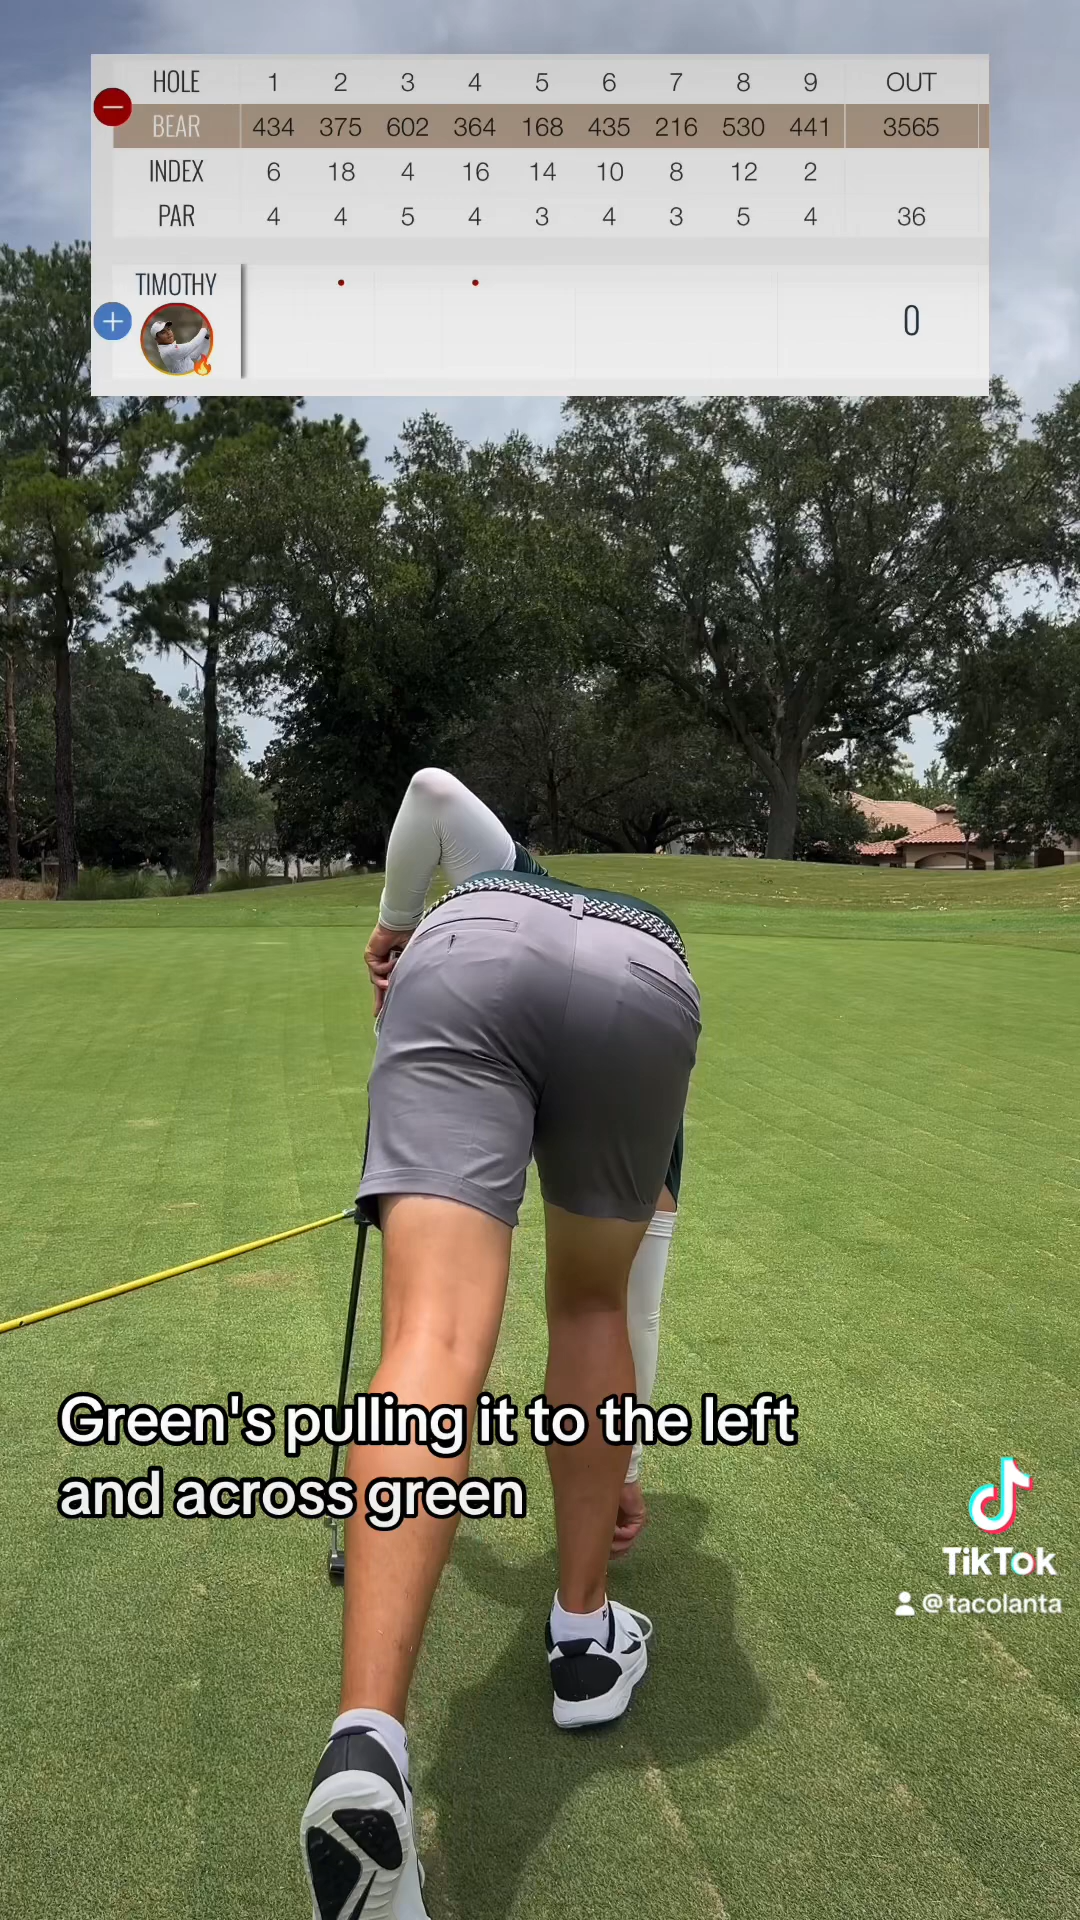 HOLE 1 2 3 4 5 6 7 8 9 OUT
BEAR 434 375 602 364 168 435 216 530 441 3565
INDEX 6 18 4 16 14 10 8 12 2
PAR 4 4 5 4 3 4 3 5 4 36
TIMOTHY
0
Green's pulling it to the left
and across green
TikTok
@tacolanta